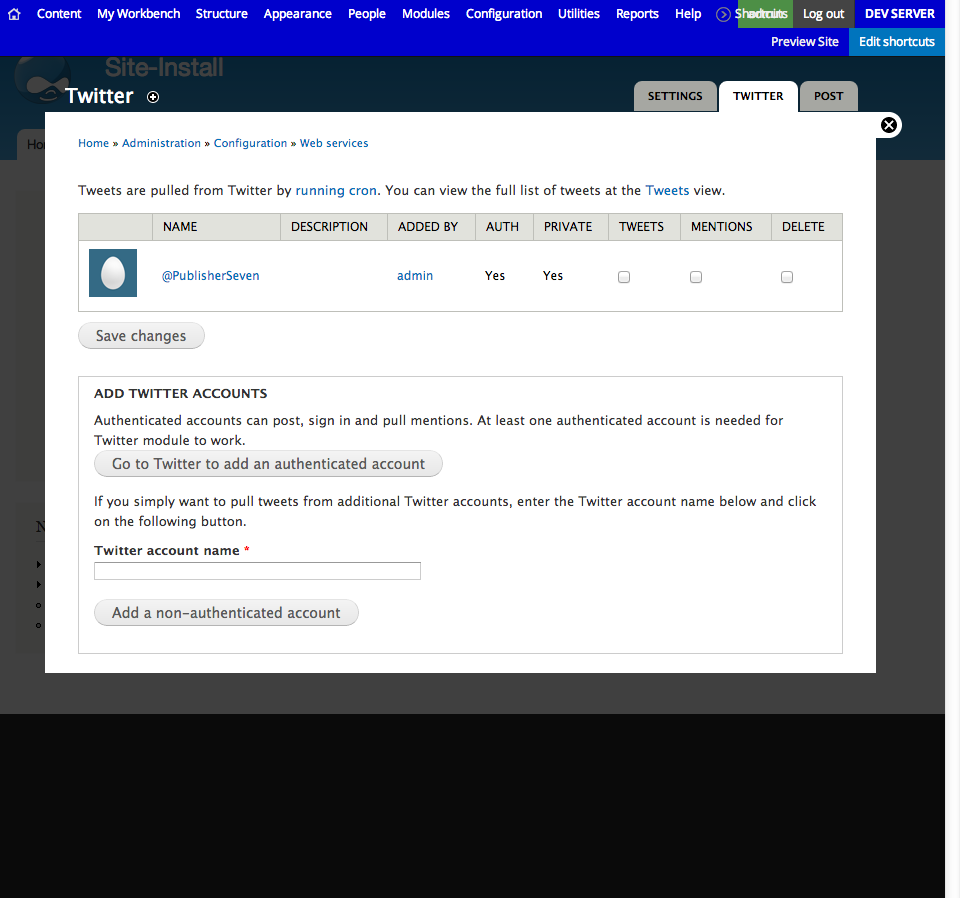 Content My Workbench Structure Appearance People Modules Configuration Utilities Reports Help Shortcuts Log out DEV SERVER
Preview Site Edit shortcuts
Site-Install
Twitter
SETTINGS TWITTER POST
Home » Administration » Configuration » Web services
Tweets are pulled from Twitter by running cron. You can view the full list of tweets at the Tweets view.
NAME DESCRIPTION ADDED BY AUTH PRIVATE TWEETS MENTIONS DELETE
@PublisherSeven admin Yes Yes
Save changes
ADD TWITTER ACCOUNTS
Authenticated accounts can post, sign in and pull mentions. At least one authenticated account is needed for
Twitter module to work.
Go to Twitter to add an authenticated account
If you simply want to pull tweets from additional Twitter accounts, enter the Twitter account name below and click
on the following button.
Twitter account name *
Add a non-authenticated account